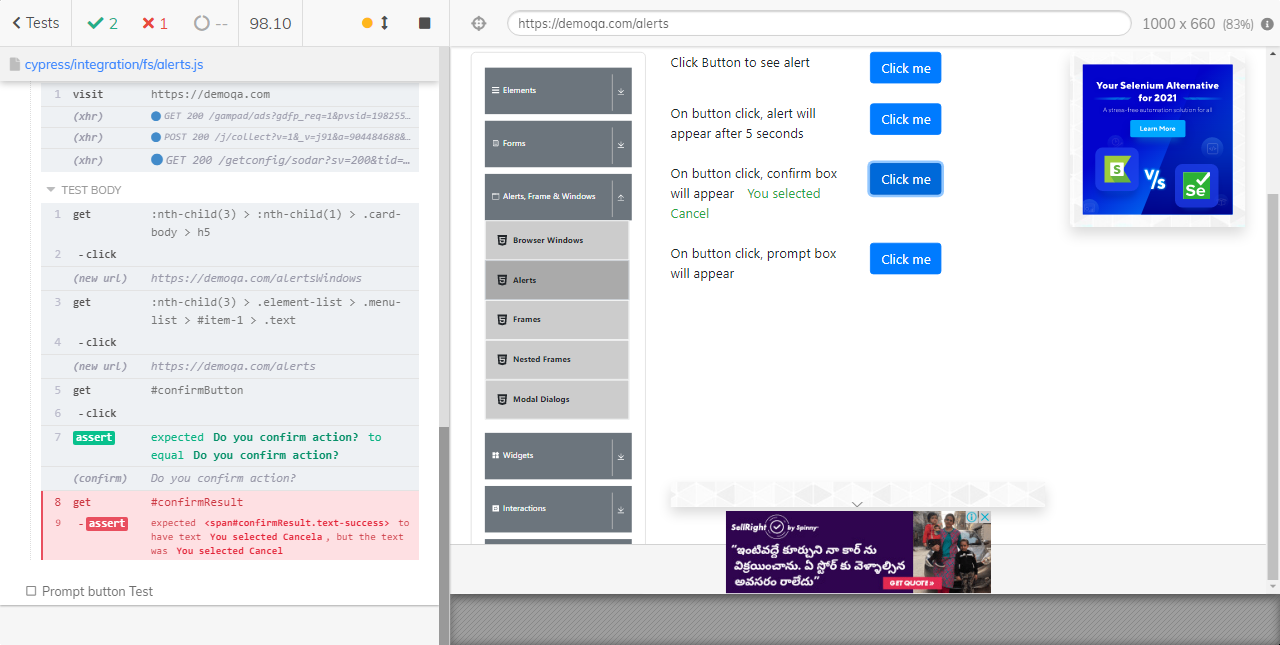 Tests
2
1
--
98.10
https://demoqa.com/alerts
1000 x 660 (83%)
cypress/integration/fs/alerts.js
1 visit https://demoqa.com
(xhr) GET 200 /gampad/ads?gdfp_req=1&pvsid=198255…
(xhr) POST 200 /j/collect?v=1&_v=j91&a=904484688&…
(xhr) GET 200 /getconfig/sodar?sv=200&tid=…
TEST BODY
1 get :nth-child(3) > :nth-child(1) > .card-
body > h5
2 - click
(new url) https://demoqa.com/alertsWindows
3 get :nth-child(3) > .element-list > .menu-
list > #item-1 > .text
4 - click
(new url) https://demoqa.com/alerts
5 get #confirmButton
6 - click
7 assert expected Do you confirm action? to
equal Do you confirm action?
(confirm) Do you confirm action?
8 get #confirmResult
9 - assert expected <span#confirmResult.text-success> to
have text You selected Cancela , but the text
was You selected Cancel
Prompt button Test
Elements
Forms
Alerts, Frame & Windows
Browser Windows
Alerts
Frames
Nested Frames
Modal Dialogs
Widgets
Interactions
Click Button to see alert
Click me
On button click, alert will
appear after 5 seconds
Click me
On button click, confirm box
will appear You selected
Cancel
Click me
On button click, prompt box
will appear
Click me
Your Selenium Alternative
for 2021
A stress-free automation solution for all
Learn More
S
V/s
Se
SellRight by Spinny
"ఇంటివద్దే కూర్చుని నా కార్ ను
విక్రయించాను. ఏ స్టోర్ కు వెళ్ళాల్సిన
అవసరం రాలేదు"
GET QUOTE »